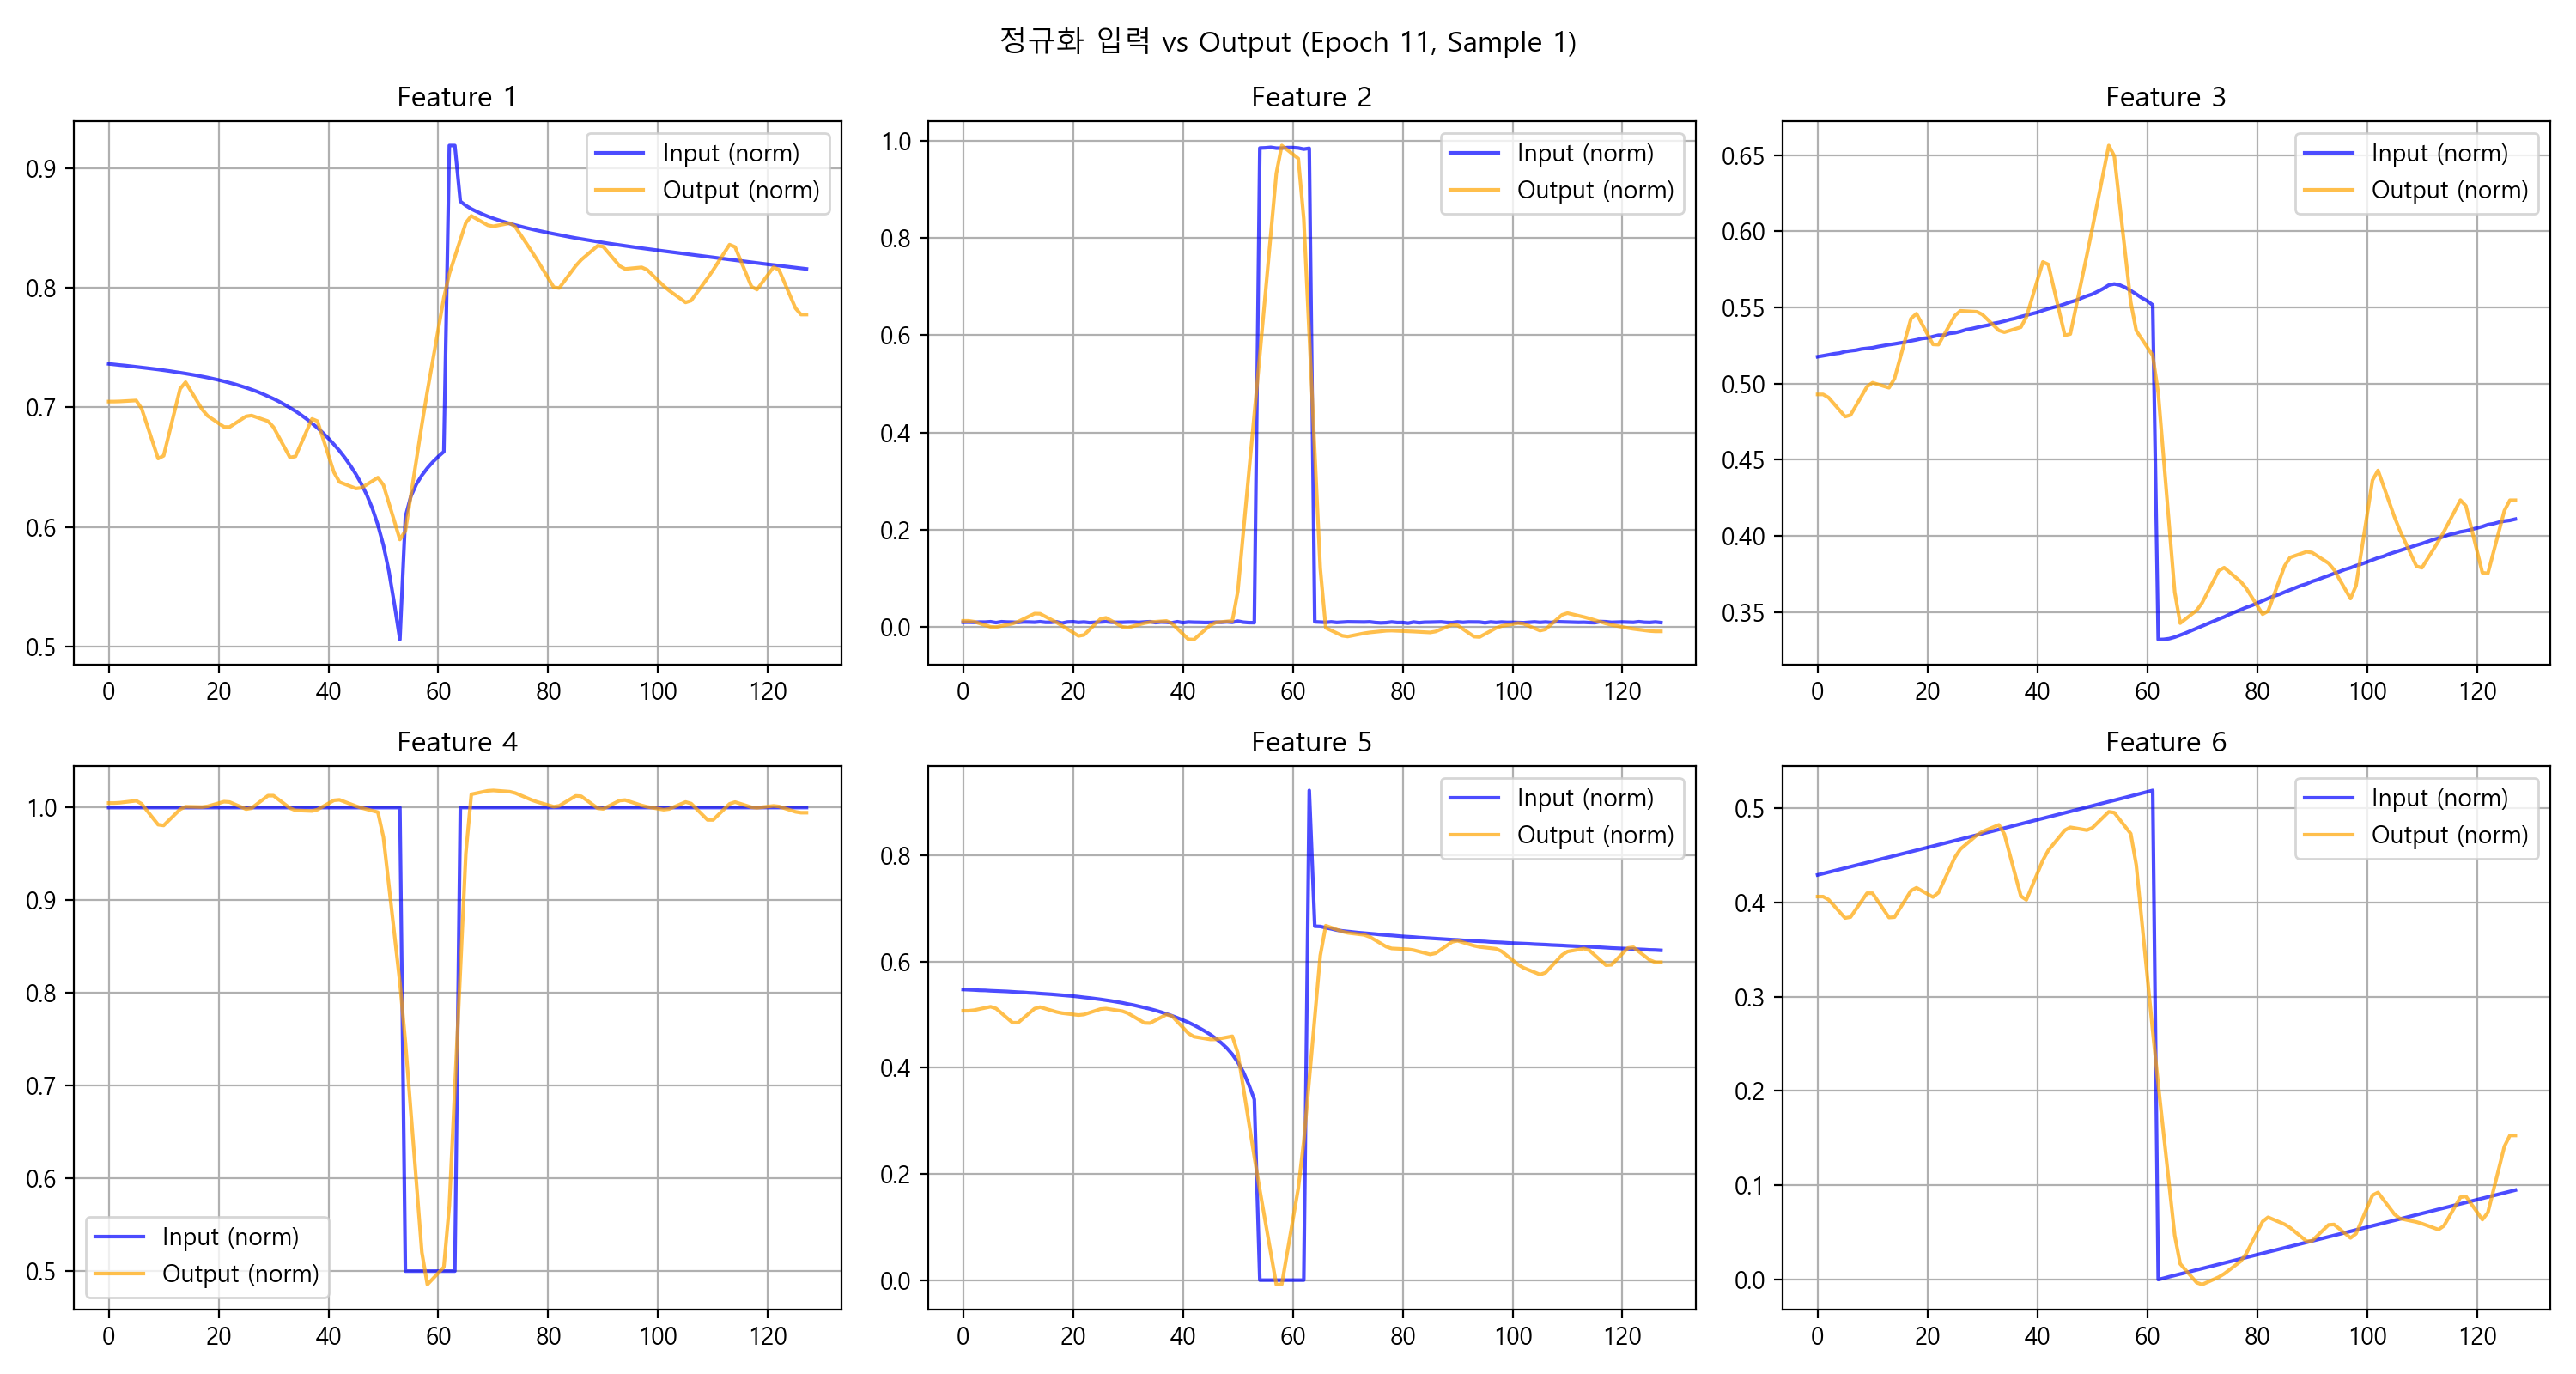 정규화 입력 vs Output (Epoch 11, Sample 1)
Feature 1
Feature 2
Feature 3
0.9
0.8
0.7
0.6
0.5
Input (norm)
Output (norm)
0 20 40 60 80 100 120
1.0
0.8
0.6
0.4
0.2
0.0
Input (norm)
Output (norm)
0 20 40 60 80 100 120
0.65
0.60
0.55
0.50
0.45
0.40
0.35
Input (norm)
Output (norm)
0 20 40 60 80 100 120
Feature 4
Feature 5
Feature 6
1.0
0.9
0.8
0.7
0.6
0.5
Input (norm)
Output (norm)
0 20 40 60 80 100 120
0.8
0.6
0.4
0.2
0.0
Input (norm)
Output (norm)
0 20 40 60 80 100 120
0.5
0.4
0.3
0.2
0.1
0.0
Input (norm)
Output (norm)
0 20 40 60 80 100 120